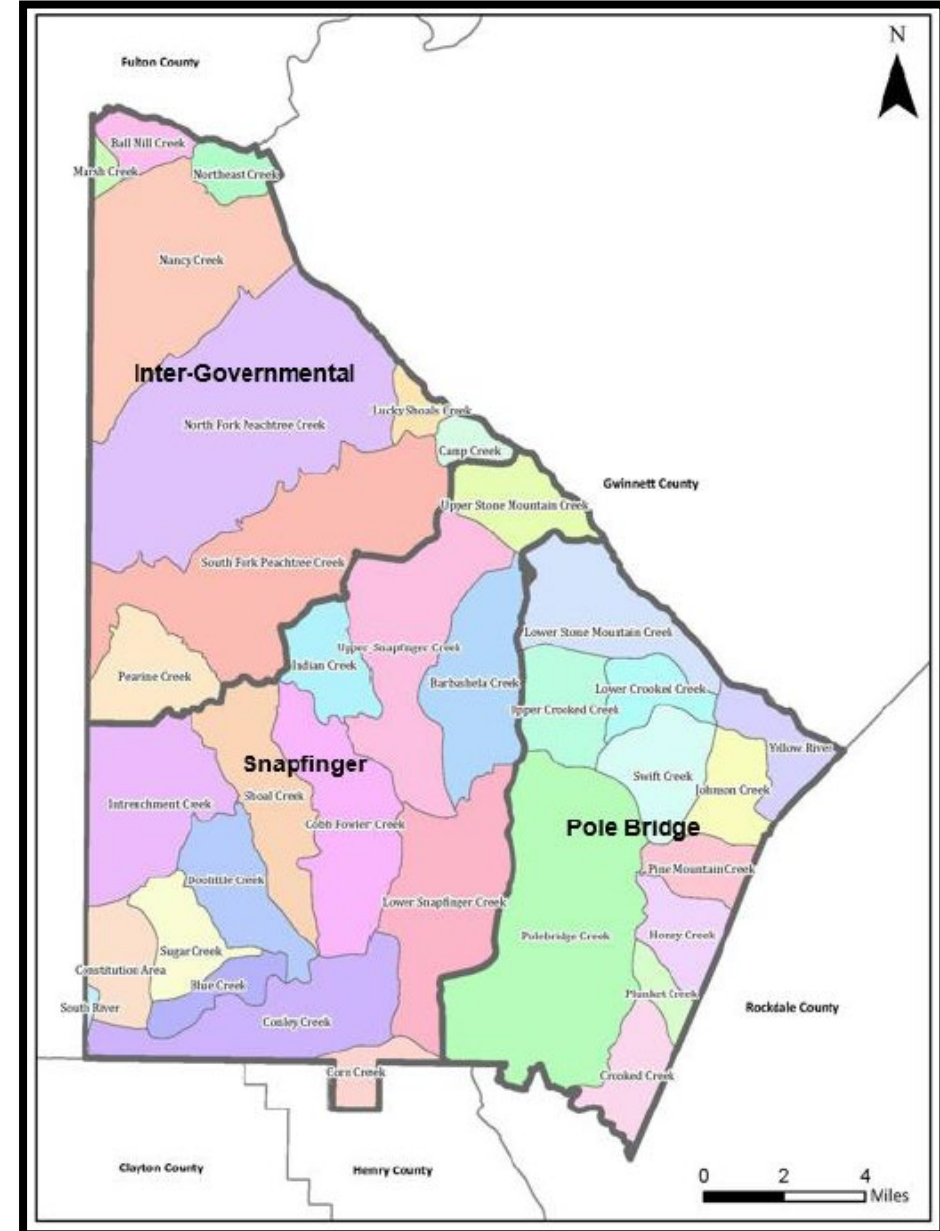 N
Fulton County
Ball Mill Creek
Marsh Creek
Northeast Creek
Nancy Creek
Inter-Governmental
Lucky Shoals Creek
North Fork Peachtree Creek
Camp Creek
Gwinnett County
Upper Stone Mountain Creek
South Fork Peachtree Creek
Lower Stone Mountain Creek
Upper Snapfinger Creek
Indian Creek
Pearine Creek
Barbashela Creek
Lower Crooked Creek
Upper Crooked Creek
Yellow River
Snapfinger
Swift Creek
Johnson Creek
Shoal Creek
Intrenchment Creek
Cobb Fowler Creek
Pole Bridge
Pine Mountain Creek
Doolittle Creek
Lower Snapfinger Creek
Polebridge Creek
Honey Creek
Sugar Creek
Constitution Area
Blue Creek
Plunket Creek
South River
Rockdale County
Conley Creek
Corn Creek
Crooked Creek
Clayton County
Henry County
0 2 4
Miles